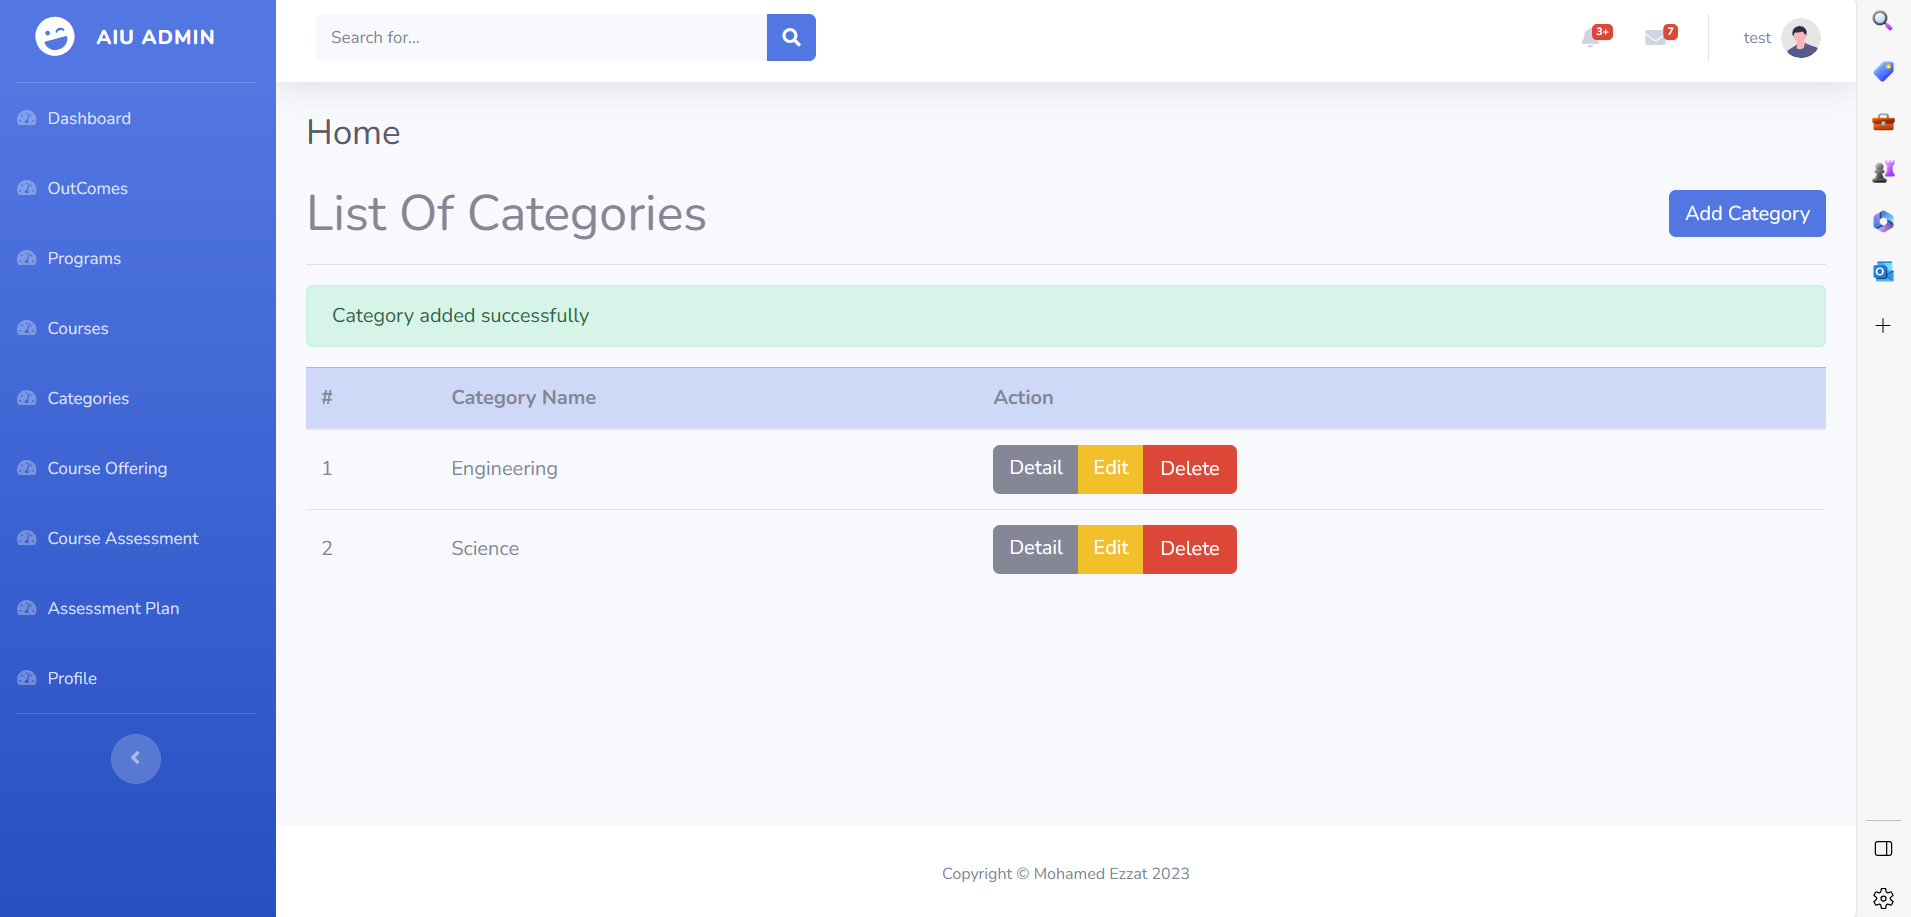 AIU ADMIN
Dashboard
OutComes
Programs
Courses
Categories
Course Offering
Course Assessment
Assessment Plan
Profile
Search for...
3+
7
test
Home
List Of Categories
Add Category
Category added successfully
# Category Name Action
1 Engineering Detail Edit Delete
2 Science Detail Edit Delete
Copyright © Mohamed Ezzat 2023